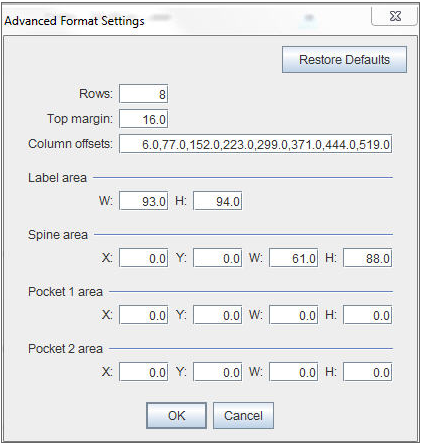 Advanced Format Settings
Restore Defaults
Rows: 8
Top margin: 16.0
Column offsets: 6.0,77.0,152.0,223.0,299.0,371.0,444.0,519.0
Label area
W: 93.0 H: 94.0
Spine area
X: 0.0 Y: 0.0 W: 61.0 H: 88.0
Pocket 1 area
X: 0.0 Y: 0.0 W: 0.0 H: 0.0
Pocket 2 area
X: 0.0 Y: 0.0 W: 0.0 H: 0.0
OK Cancel